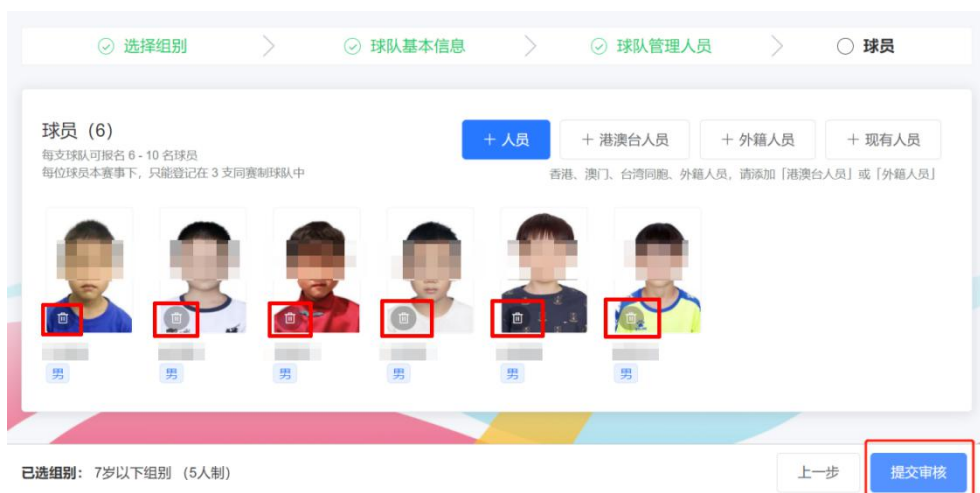 选择组别
球队基本信息
球队管理人员
球员
球员（6）
每支球队可报名 6 - 10 名球员
每位球员本赛事下，只能登记在 3 支同赛制球队中
+ 人员
+ 港澳台人员
+ 外籍人员
+ 现有人员
香港、澳门、台湾同胞、外籍人员，请添加「港澳台人员」或「外籍人员」
男
男
男
男
男
男
已选组别： 7岁以下组别 （5人制）
上一步
提交审核